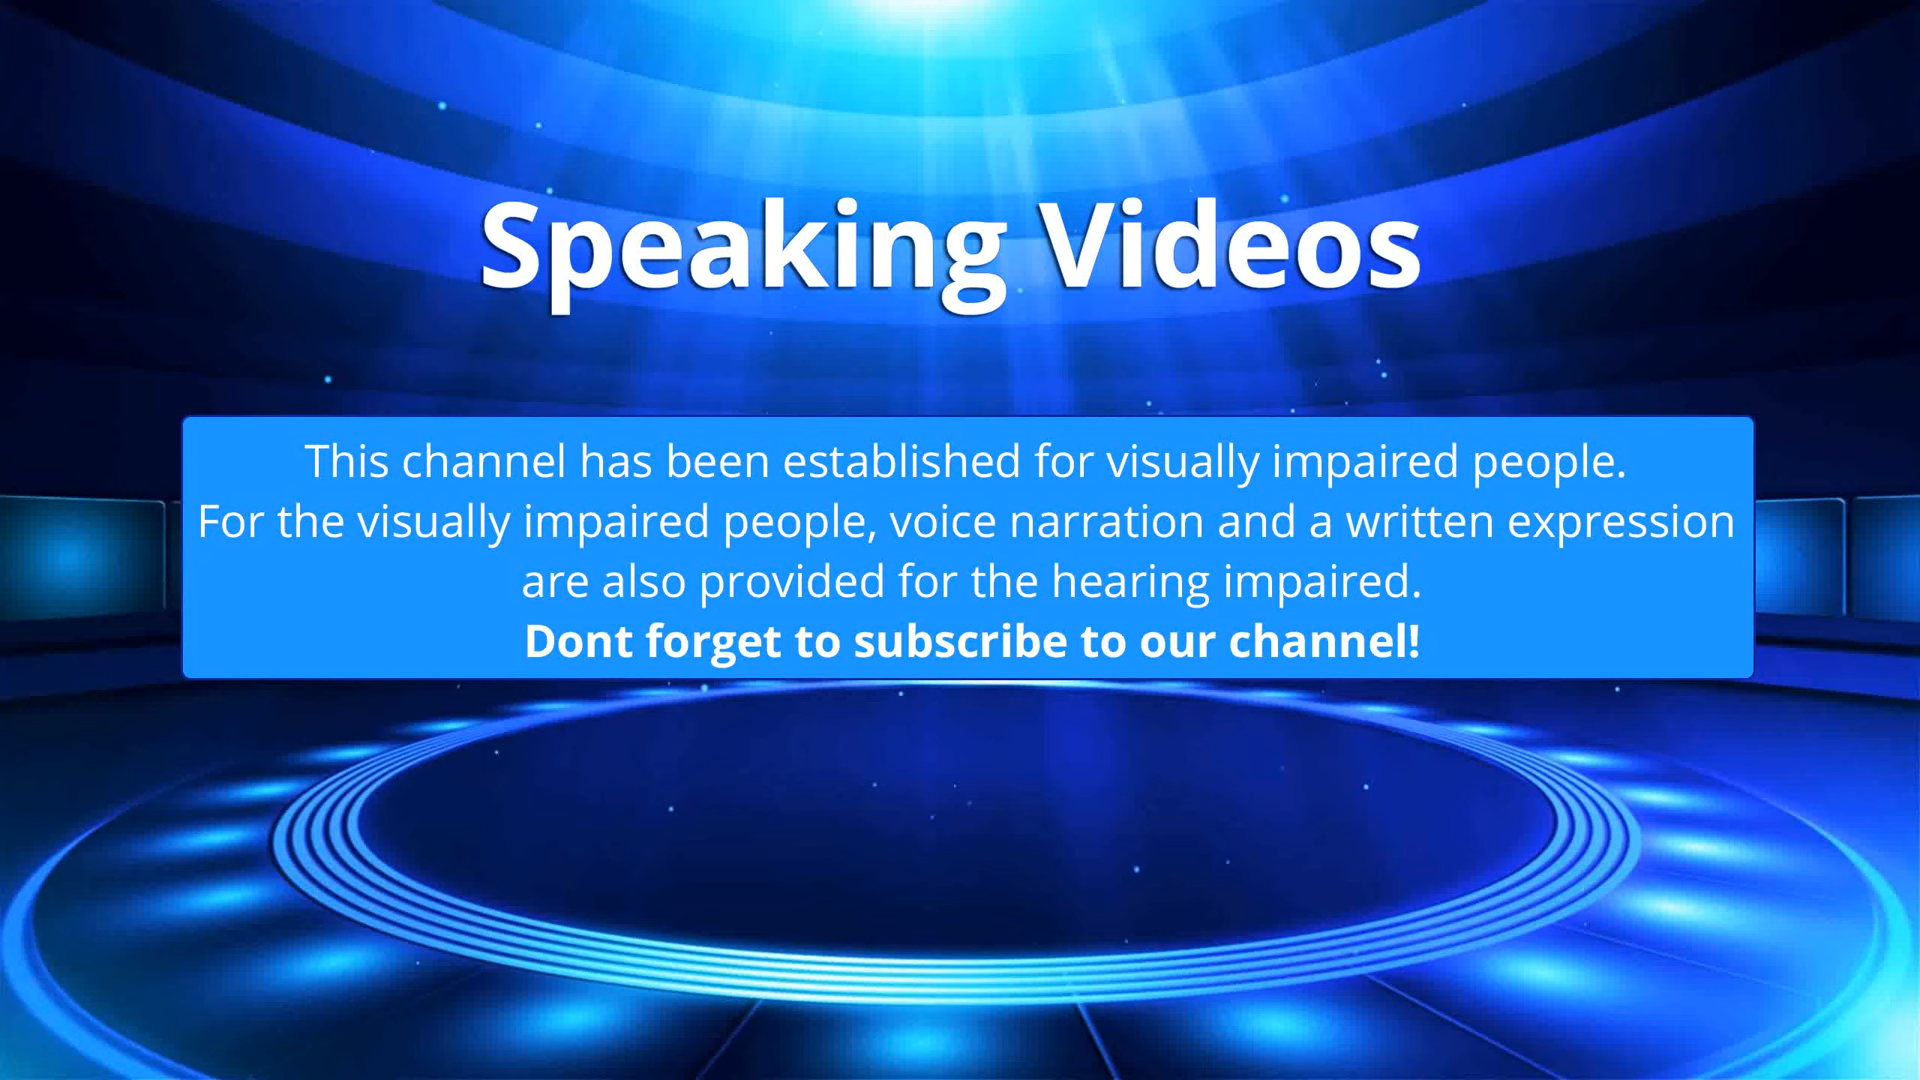 Speaking Videos
This channel has been established for visually impaired people.
For the visually impaired people, voice narration and a written expression
are also provided for the hearing impaired.
Dont forget to subscribe to our channel!